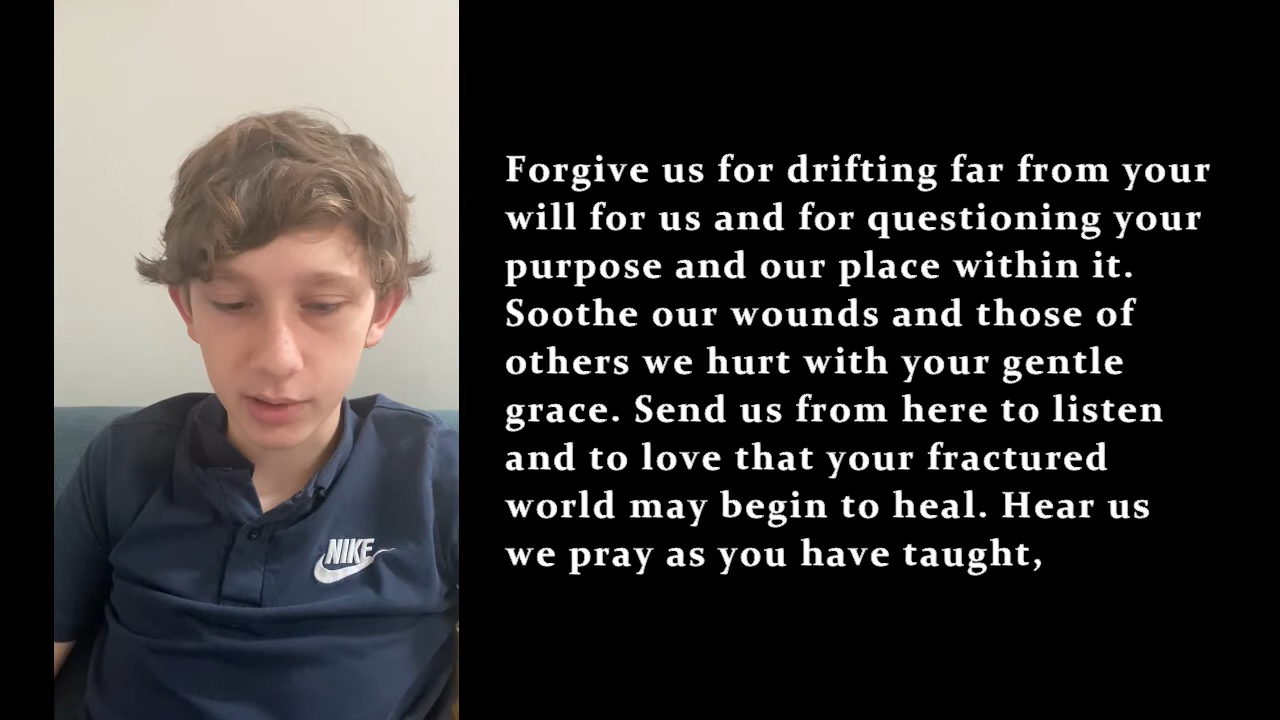 Forgive us for drifting far from your
will for us and for questioning your
purpose and our place within it.
Soothe our wounds and those of
others we hurt with your gentle
grace. Send us from here to listen
and to love that your fractured
world may begin to heal. Hear us
we pray as you have taught,
NIKE